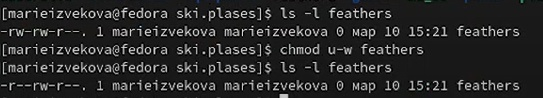 [marieizvekova@fedora ski.plases]$ ls -l feathers
-rw-rw-r--. 1 marieizvekova marieizvekova 0 мар 10 15:21 feathers
[marieizvekova@fedora ski.plases]$ chmod u-w feathers
[marieizvekova@fedora ski.plases]$ ls -l feathers
-r--rw-r--. 1 marieizvekova marieizvekova 0 мар 10 15:21 feathers